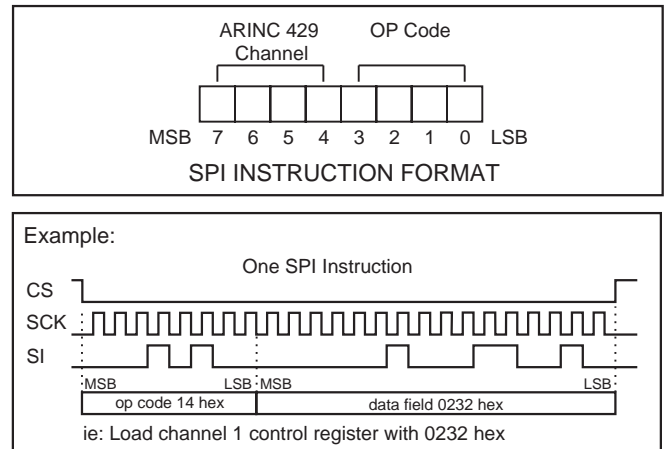 ARINC 429 OP Code
Channel
MSB 7 6 5 4 3 2 1 0 LSB
SPI INSTRUCTION FORMAT
Example:
One SPI Instruction
CS
SCK
SI
MSB LSB MSB LSB
op code 14 hex data field 0232 hex
ie: Load channel 1 control register with 0232 hex